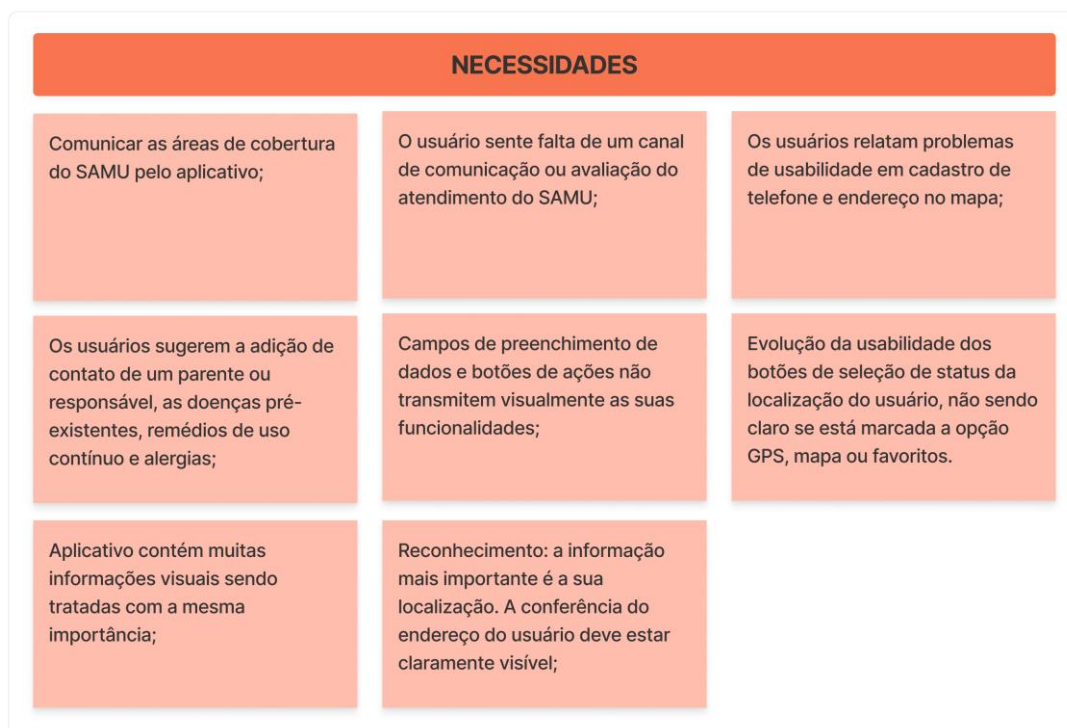 NECESSIDADES
Comunicar as áreas de cobertura
do SAMU pelo aplicativo;
O usuário sente falta de um canal
de comunicação ou avaliação do
atendimento do SAMU;
Os usuários relatam problemas
de usabilidade em cadastro de
telefone e endereço no mapa;
Os usuários sugerem a adição de
contato de um parente ou
responsável, as doenças pré-
existentes, remédios de uso
contínuo e alergias;
Campos de preenchimento de
dados e botões de ações não
transmitem visualmente as suas
funcionalidades;
Evolução da usabilidade dos
botões de seleção de status da
localização do usuário, não sendo
claro se está marcada a opção
GPS, mapa ou favoritos.
Aplicativo contém muitas
informações visuais sendo
tratadas com a mesma
importância;
Reconhecimento: a informação
mais importante é a sua
localização. A conferência do
endereço do usuário deve estar
claramente visível;